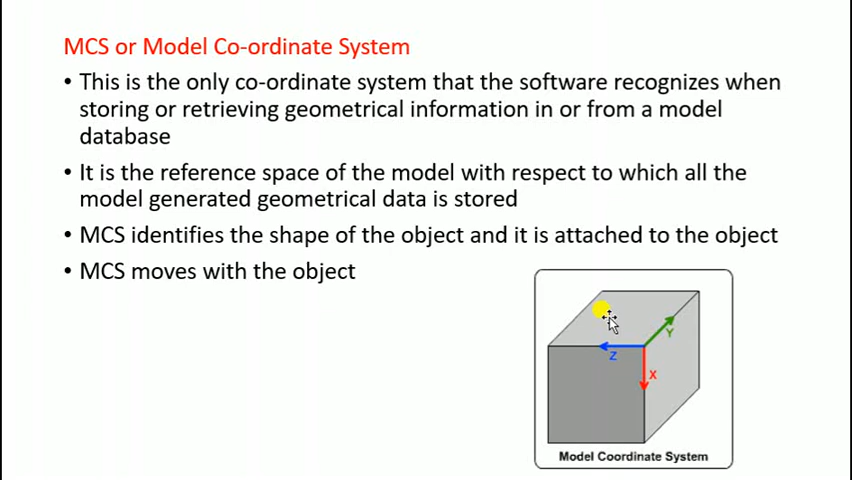 MCS or Model Co-ordinate System
• This is the only co-ordinate system that the software recognizes when
storing or retrieving geometrical information in or from a model
database
• It is the reference space of the model with respect to which all the
model generated geometrical data is stored
• MCS identifies the shape of the object and it is attached to the object
• MCS moves with the object
Y
Z
X
Model Coordinate System